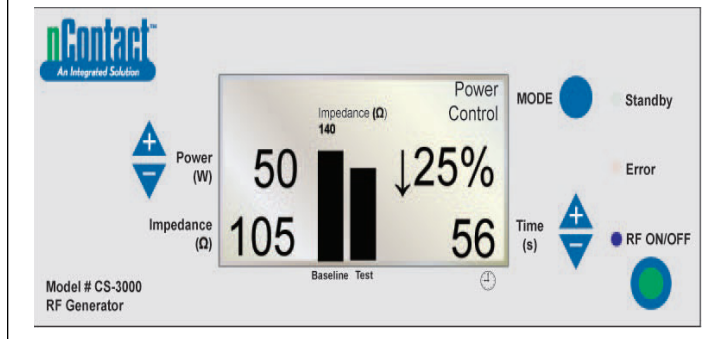 nContact™
An Integrated Solution
Power
Control
MODE
Standby
Impedance (Ω)
140
Power
(W)
50
↓25%
Error
Impedance
(Ω)
105
56
Time
(s)
RF ON/OFF
Baseline Test
Model # CS-3000
RF Generator